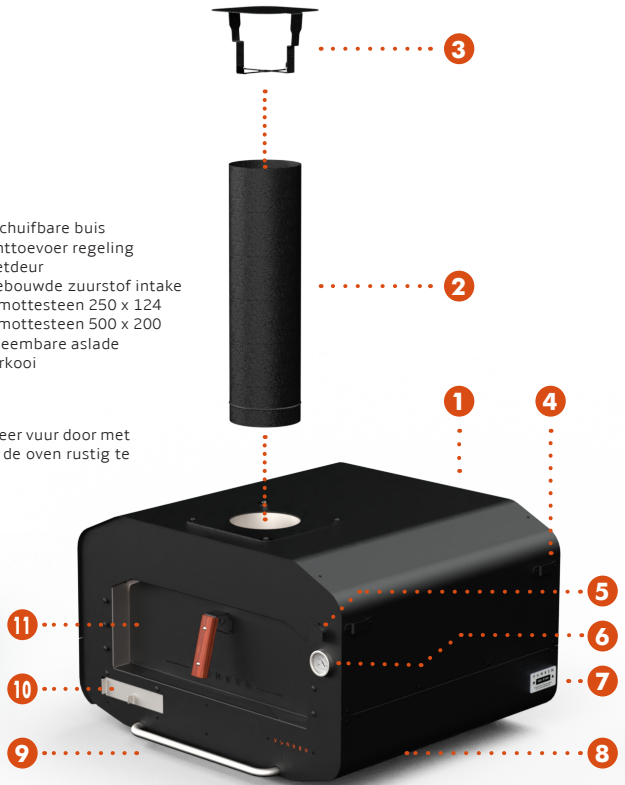 3
chuifbare buis
httoevoer regeling
etdeur
ebouwde zuurstof intake
mottesteen 250 x 124
mottesteen 500 x 200
eembare aslade
rkooi
2
eer vuur door met
de oven rustig te
1
4
5
11
6
10
7
9
8